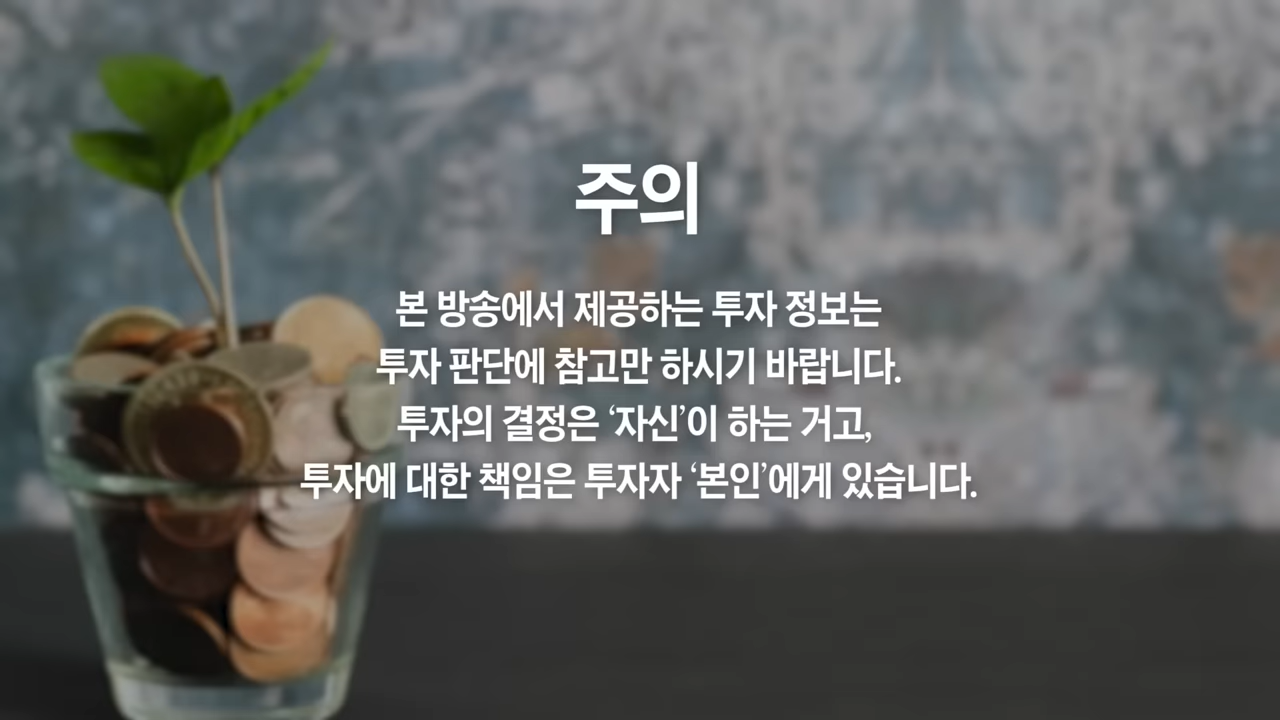 주의
본 방송에서 제공하는 투자 정보는
투자 판단에 참고만 하시기 바랍니다.
투자의 결정은 ‘자신’이 하는 거고,
투자에 대한 책임은 투자자 ‘본인’에게 있습니다.